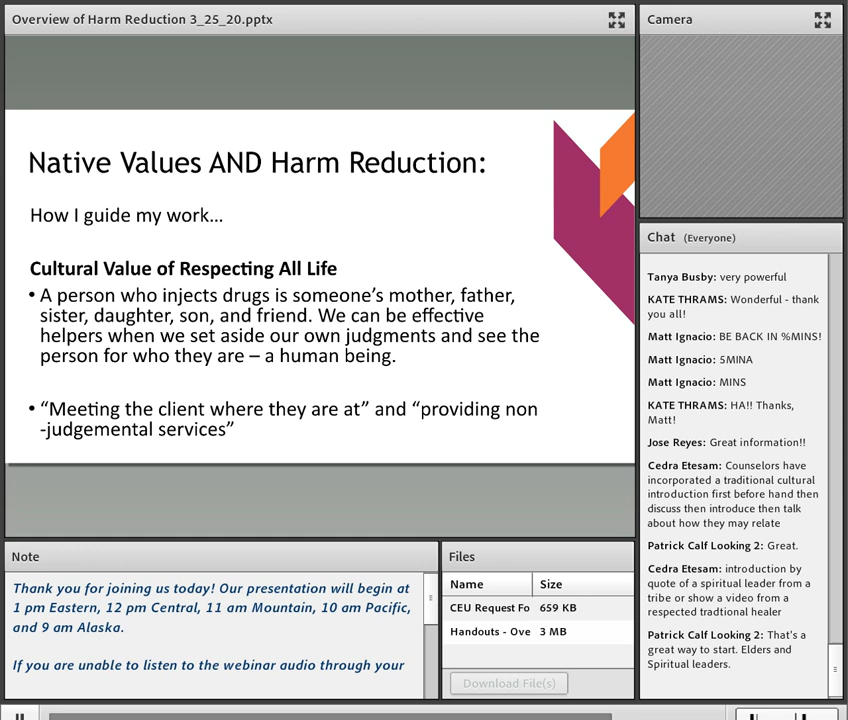 Overview of Harm Reduction 3_25_20.pptx
Native Values AND Harm Reduction:
How I guide my work…
Cultural Value of Respecting All Life
• A person who injects drugs is someone’s mother, father,
sister, daughter, son, and friend. We can be effective
helpers when we set aside our own judgments and see the
person for who they are – a human being.
• “Meeting the client where they are at” and “providing non
-judgemental services”
Camera
Chat (Everyone)
Tanya Busby: very powerful
KATE THRAMS: Wonderful - thank
you all!
Matt Ignacio: BE BACK IN %MINS!
Matt Ignacio: 5MINA
Matt Ignacio: MINS
KATE THRAMS: HA!! Thanks,
Matt!
Jose Reyes: Great information!!
Cedra Etesam: Counselors have
incorporated a traditional cultural
introduction first before hand then
discuss then introduce then talk
about how they may relate
Patrick Calf Looking 2: Great.
Cedra Etesam: introduction by
quote of a spiritual leader from a
tribe or show a video from a
respected tradtional healer
Patrick Calf Looking 2: That's a
great way to start. Elders and
Spiritual leaders.
Note
Thank you for joining us today! Our presentation will begin at
1 pm Eastern, 12 pm Central, 11 am Mountain, 10 am Pacific,
and 9 am Alaska.
If you are unable to listen to the webinar audio through your
Files
Name Size
CEU Request Fo 659 KB
Handouts - Ove 3 MB
Download File(s)